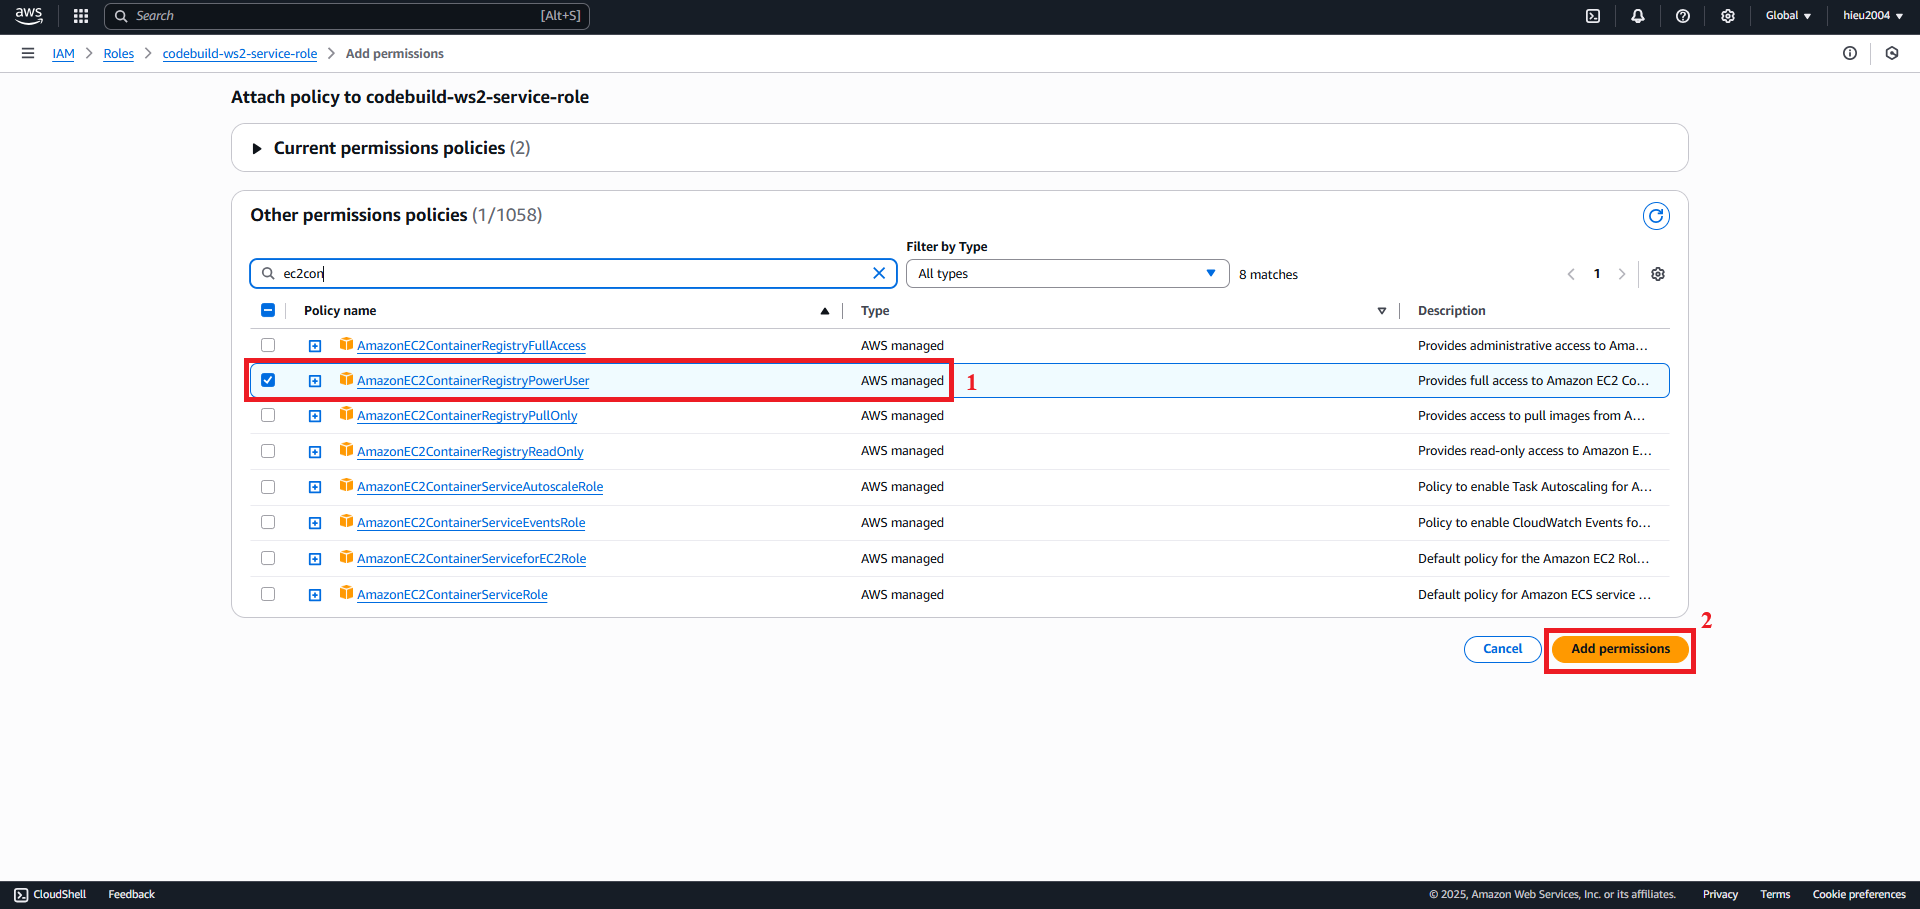 aws
Search [Alt+S]
Global hieu2004
IAM Roles codebuild-ws2-service-role Add permissions
Attach policy to codebuild-ws2-service-role
Current permissions policies (2)
Other permissions policies (1/1058)
Filter by Type
ec2con All types 8 matches 1
Policy name Type Description
AmazonEC2ContainerRegistryFullAccess AWS managed Provides administrative access to Ama...
AmazonEC2ContainerRegistryPowerUser AWS managed 1 Provides full access to Amazon EC2 Co...
AmazonEC2ContainerRegistryPullOnly AWS managed Provides access to pull images from A...
AmazonEC2ContainerRegistryReadOnly AWS managed Provides read-only access to Amazon E...
AmazonEC2ContainerServiceAutoscaleRole AWS managed Policy to enable Task Autoscaling for A...
AmazonEC2ContainerServiceEventsRole AWS managed Policy to enable CloudWatch Events fo...
AmazonEC2ContainerServiceforEC2Role AWS managed Default policy for the Amazon EC2 Rol...
AmazonEC2ContainerServiceRole AWS managed Default policy for Amazon ECS service ...
2
Cancel Add permissions
CloudShell Feedback © 2025, Amazon Web Services, Inc. or its affiliates. Privacy Terms Cookie preferences